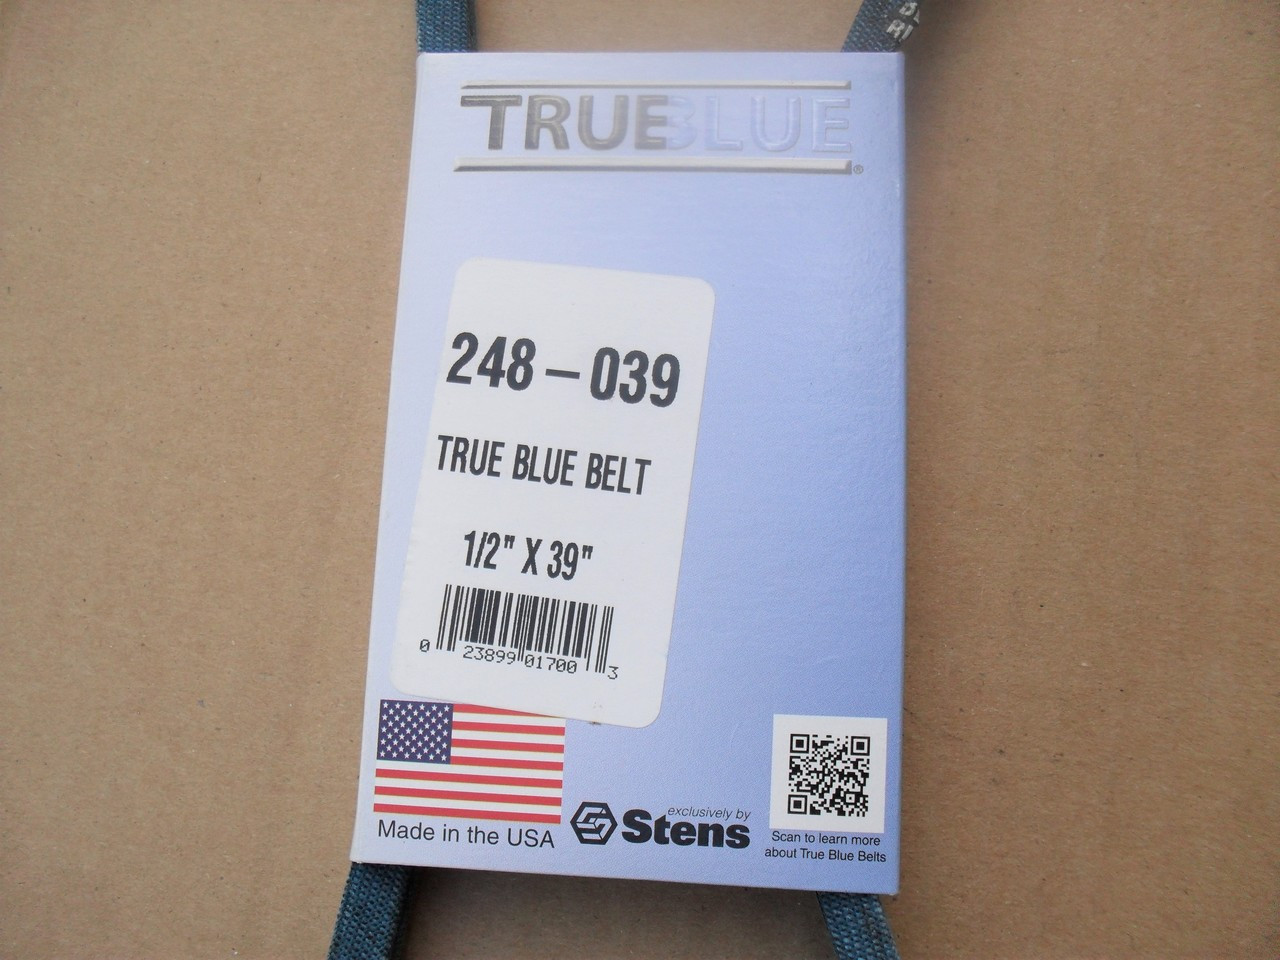 TRUEBLUE®
248-039
TRUE BLUE BELT
1/2" X 39"
0 23899 01700 3
Made in the USA
exclusively by
Stens
Scan to learn more
about True Blue Belts